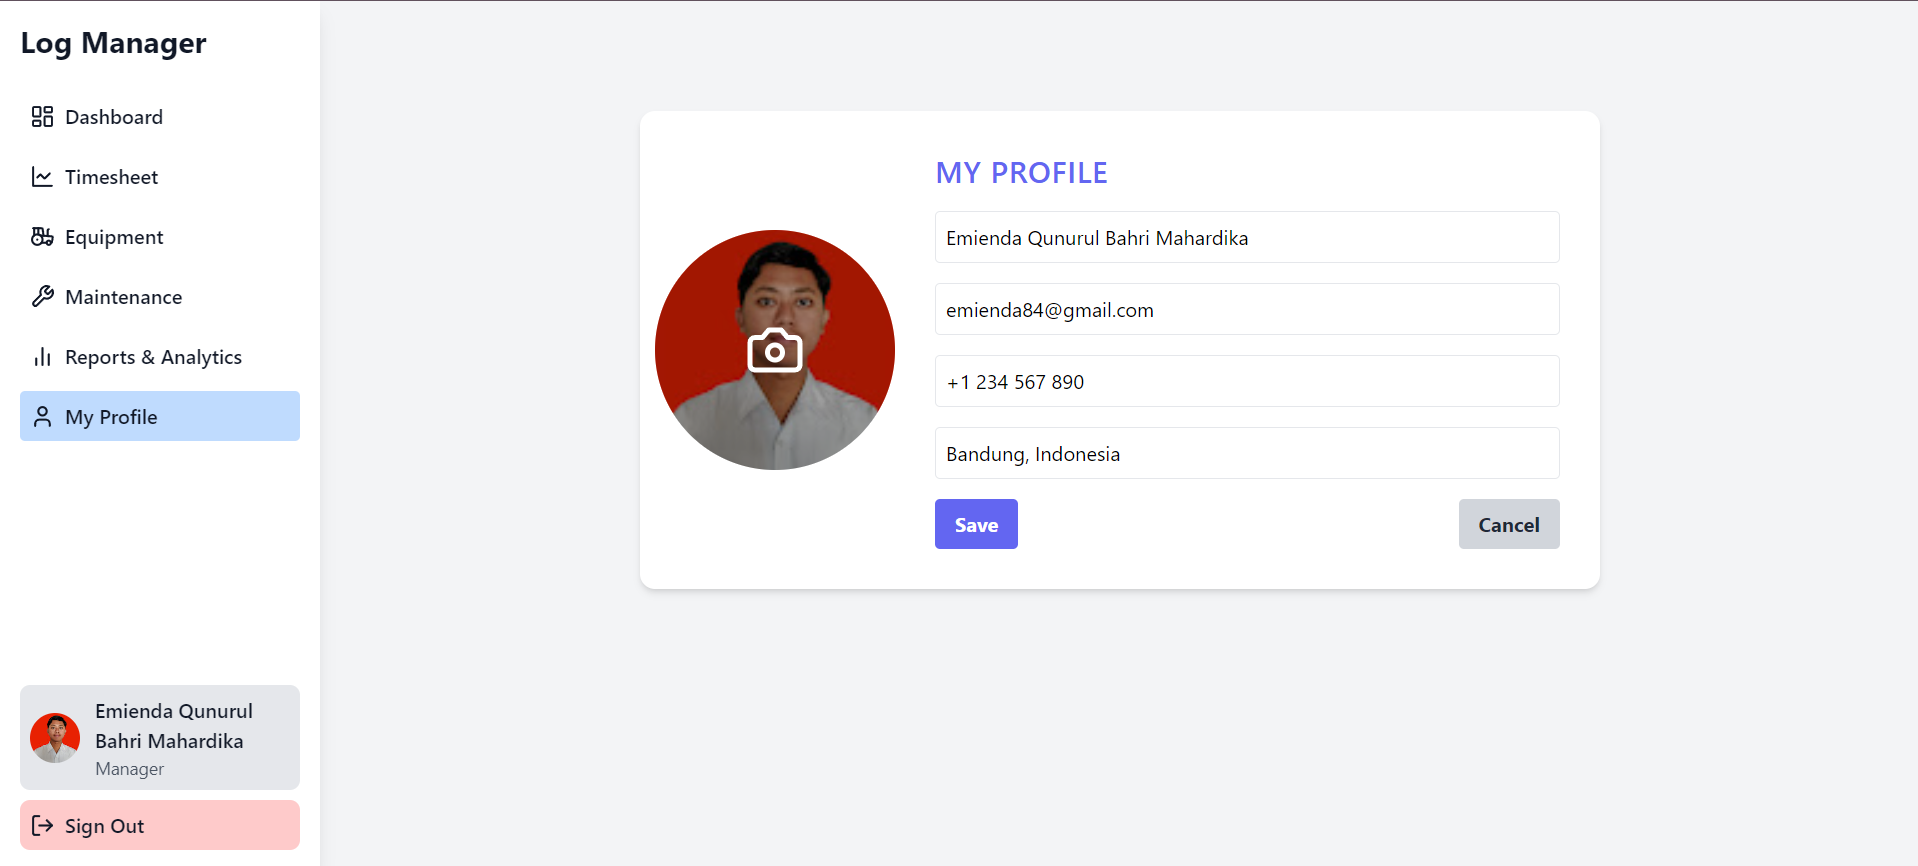 Log Manager
Dashboard
Timesheet
Equipment
Maintenance
Reports & Analytics
My Profile
Emienda Qunurul
Bahri Mahardika
Manager
Sign Out
MY PROFILE
Emienda Qunurul Bahri Mahardika
emienda84@gmail.com
+1 234 567 890
Bandung, Indonesia
Save
Cancel